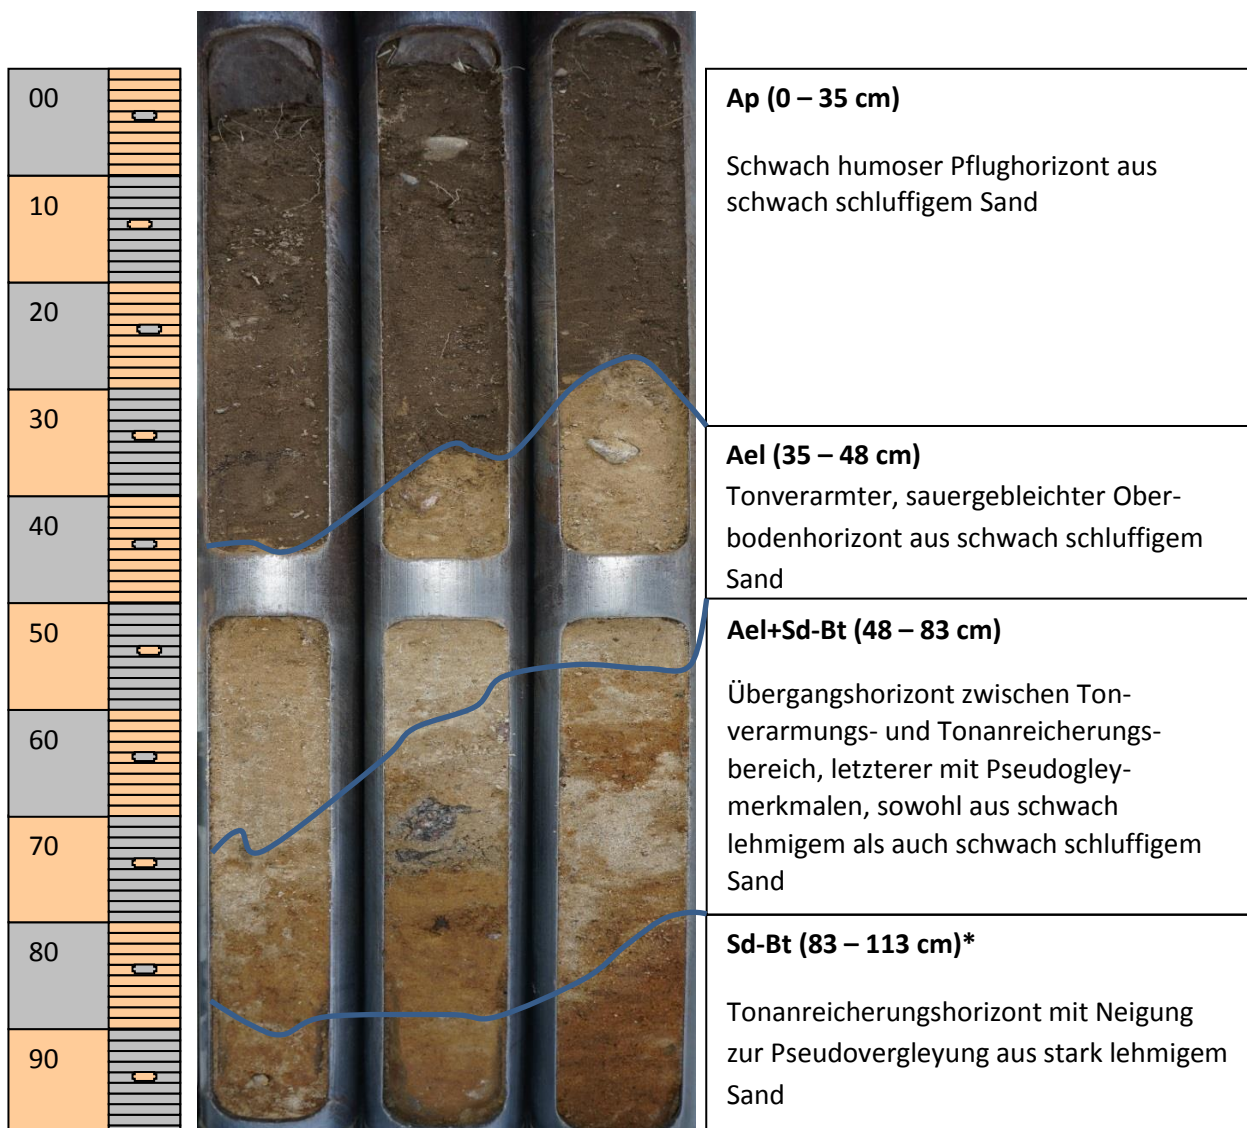 00
10
20
30
40
50
60
70
80
90
Ap (0 – 35 cm)
Schwach humoser Pflughorizont aus
schwach schluffigem Sand
Ael (35 – 48 cm)
Tonverarmter, sauergebleichter Ober-
bodenhorizont aus schwach schluffigem
Sand
Ael+Sd-Bt (48 – 83 cm)
Übergangshorizont zwischen Ton-
verarmungs- und Tonanreicherungs-
bereich, letzterer mit Pseudogley-
merkmalen, sowohl aus schwach
lehmigem als auch schwach schluffigem
Sand
Sd-Bt (83 – 113 cm)*
Tonanreicherungshorizont mit Neigung
zur Pseudovergleyung aus stark lehmigem
Sand